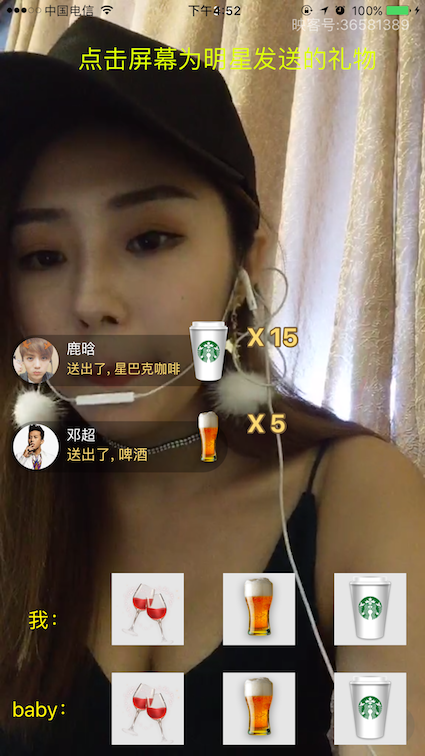 中国电信
下午4:52
100%
映客号:36581389
点击屏幕为明星发送的礼物
鹿晗
送出了, 星巴克咖啡
X 15
邓超
送出了, 啤酒
X 5
我:
baby: